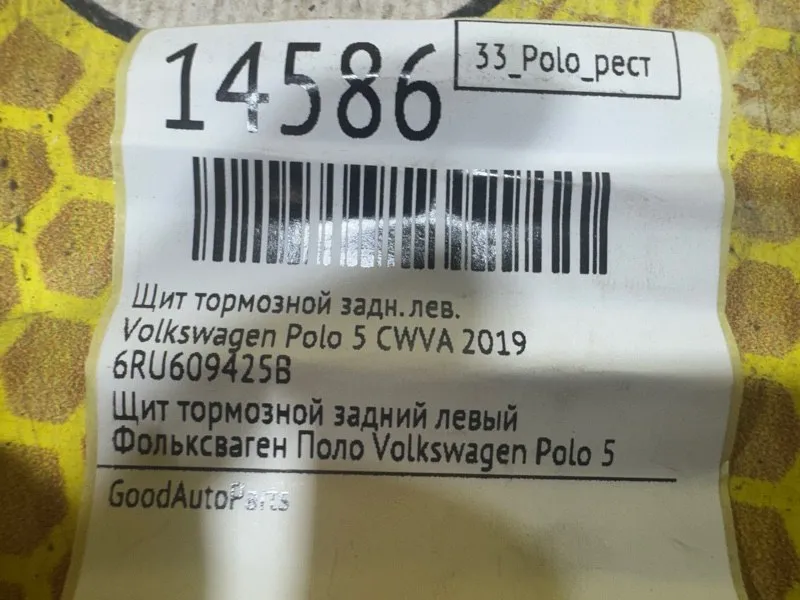 14586
33_Polo_рест
Щит тормозной задн.лев.
Volkswagen Polo 5 CWVA 2019
6RU609425B
Щит тормозной задний левый
Фольксваген Поло Volkswagen Polo 5
GoodAutoParts